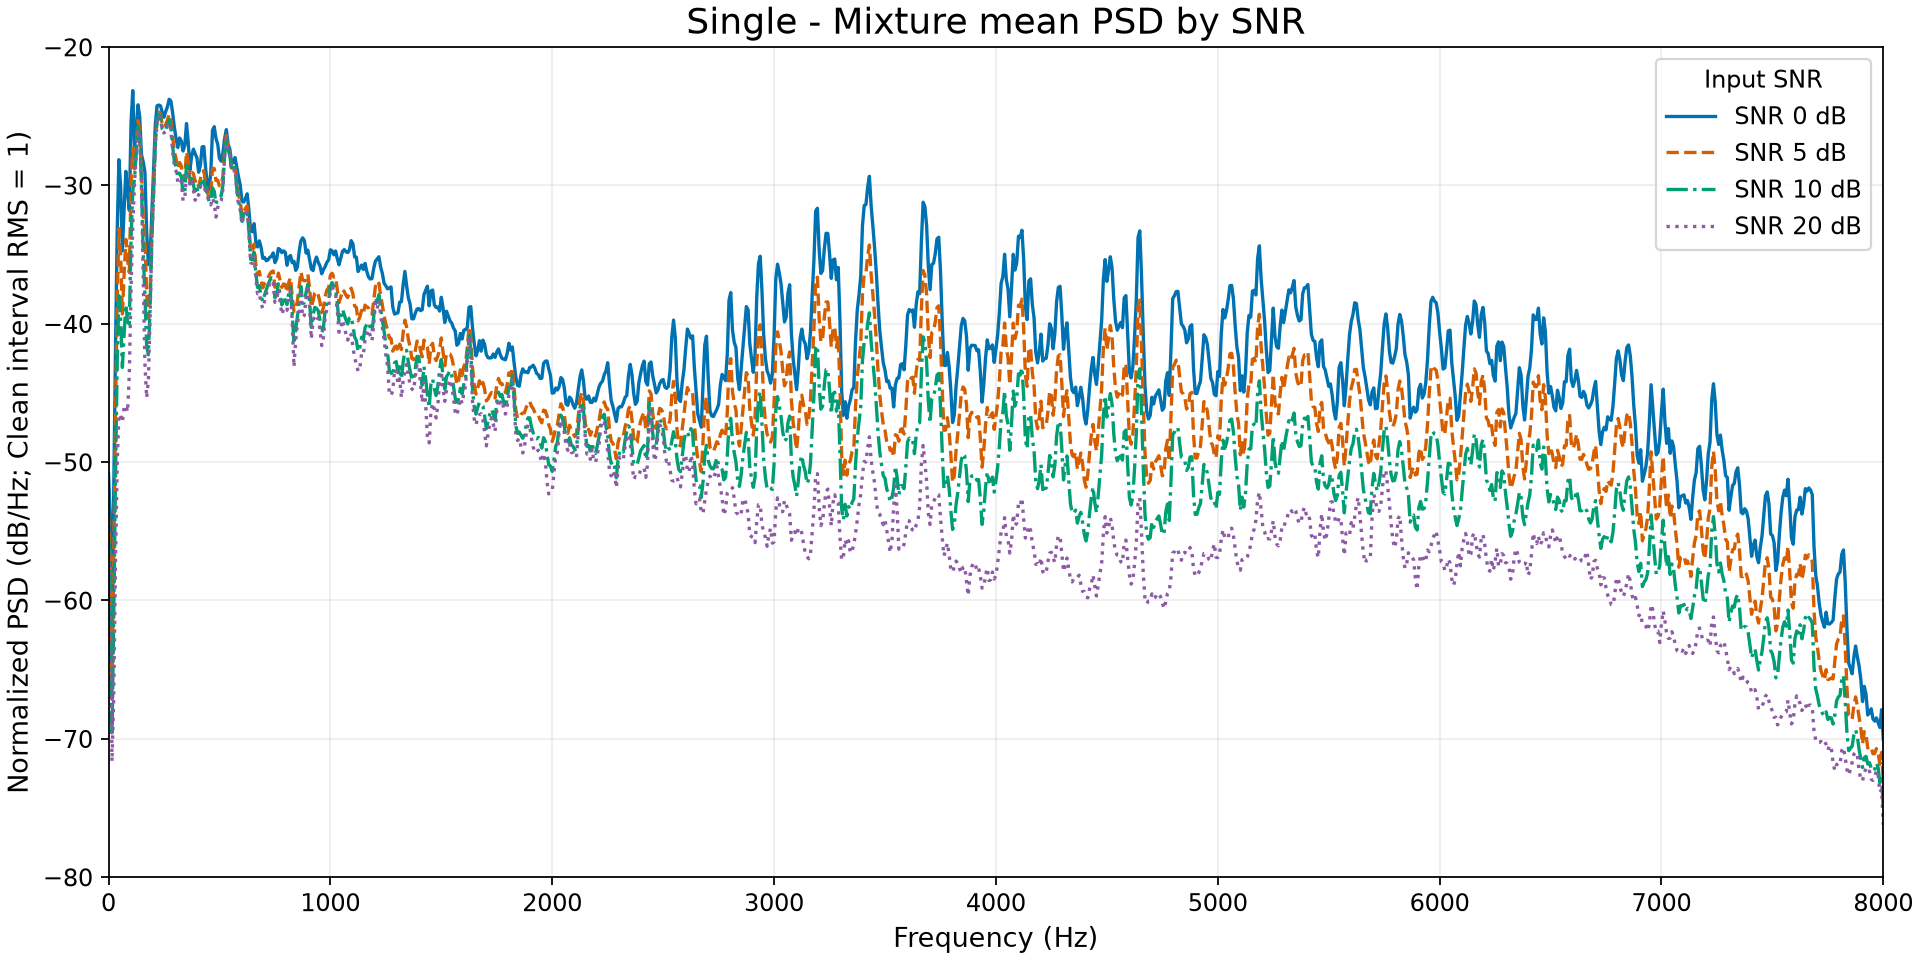 Single - Mixture mean PSD by SNR
Normalized PSD (dB/Hz; Clean interval RMS = 1)
−20
−30
−40
−50
−60
−70
−80
Input SNR
SNR 0 dB
SNR 5 dB
SNR 10 dB
SNR 20 dB
0 1000 2000 3000 4000 5000 6000 7000 8000
Frequency (Hz)